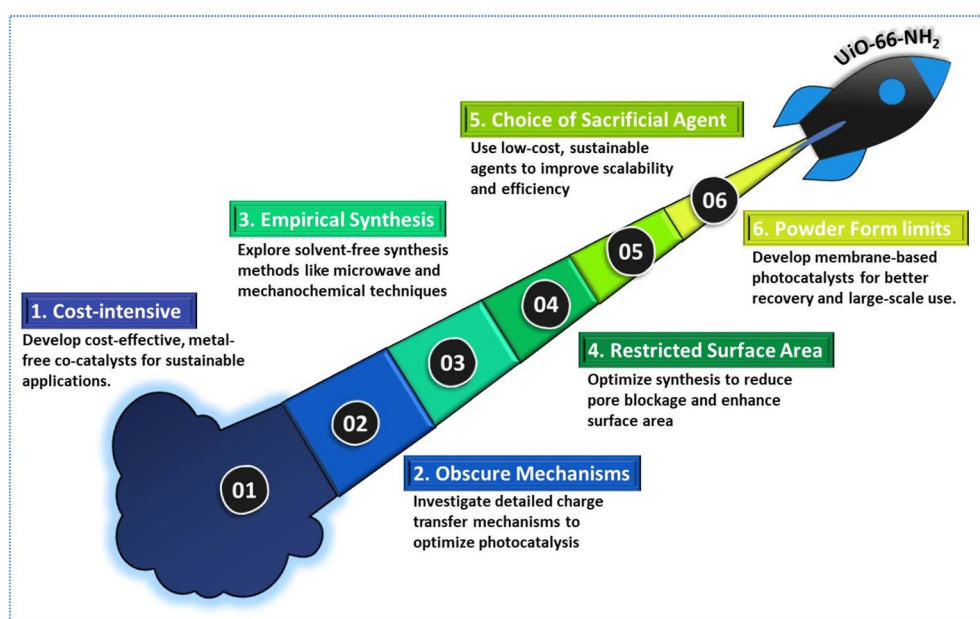 UiO-66-NH2
5. Choice of Sacrificial Agent
Use low-cost, sustainable
agents to improve scalability
and efficiency
06
3. Empirical Synthesis
Explore solvent-free synthesis
methods like microwave and
mechanochemical techniques
05
6. Powder Form limits
Develop membrane-based
photocatalysts for better
recovery and large-scale use.
1. Cost-intensive
Develop cost-effective, metal-
free co-catalysts for sustainable
applications.
04
03
4. Restricted Surface Area
Optimize synthesis to reduce
pore blockage and enhance
surface area
02
01
2. Obscure Mechanisms
Investigate detailed charge
transfer mechanisms to
optimize photocatalysis